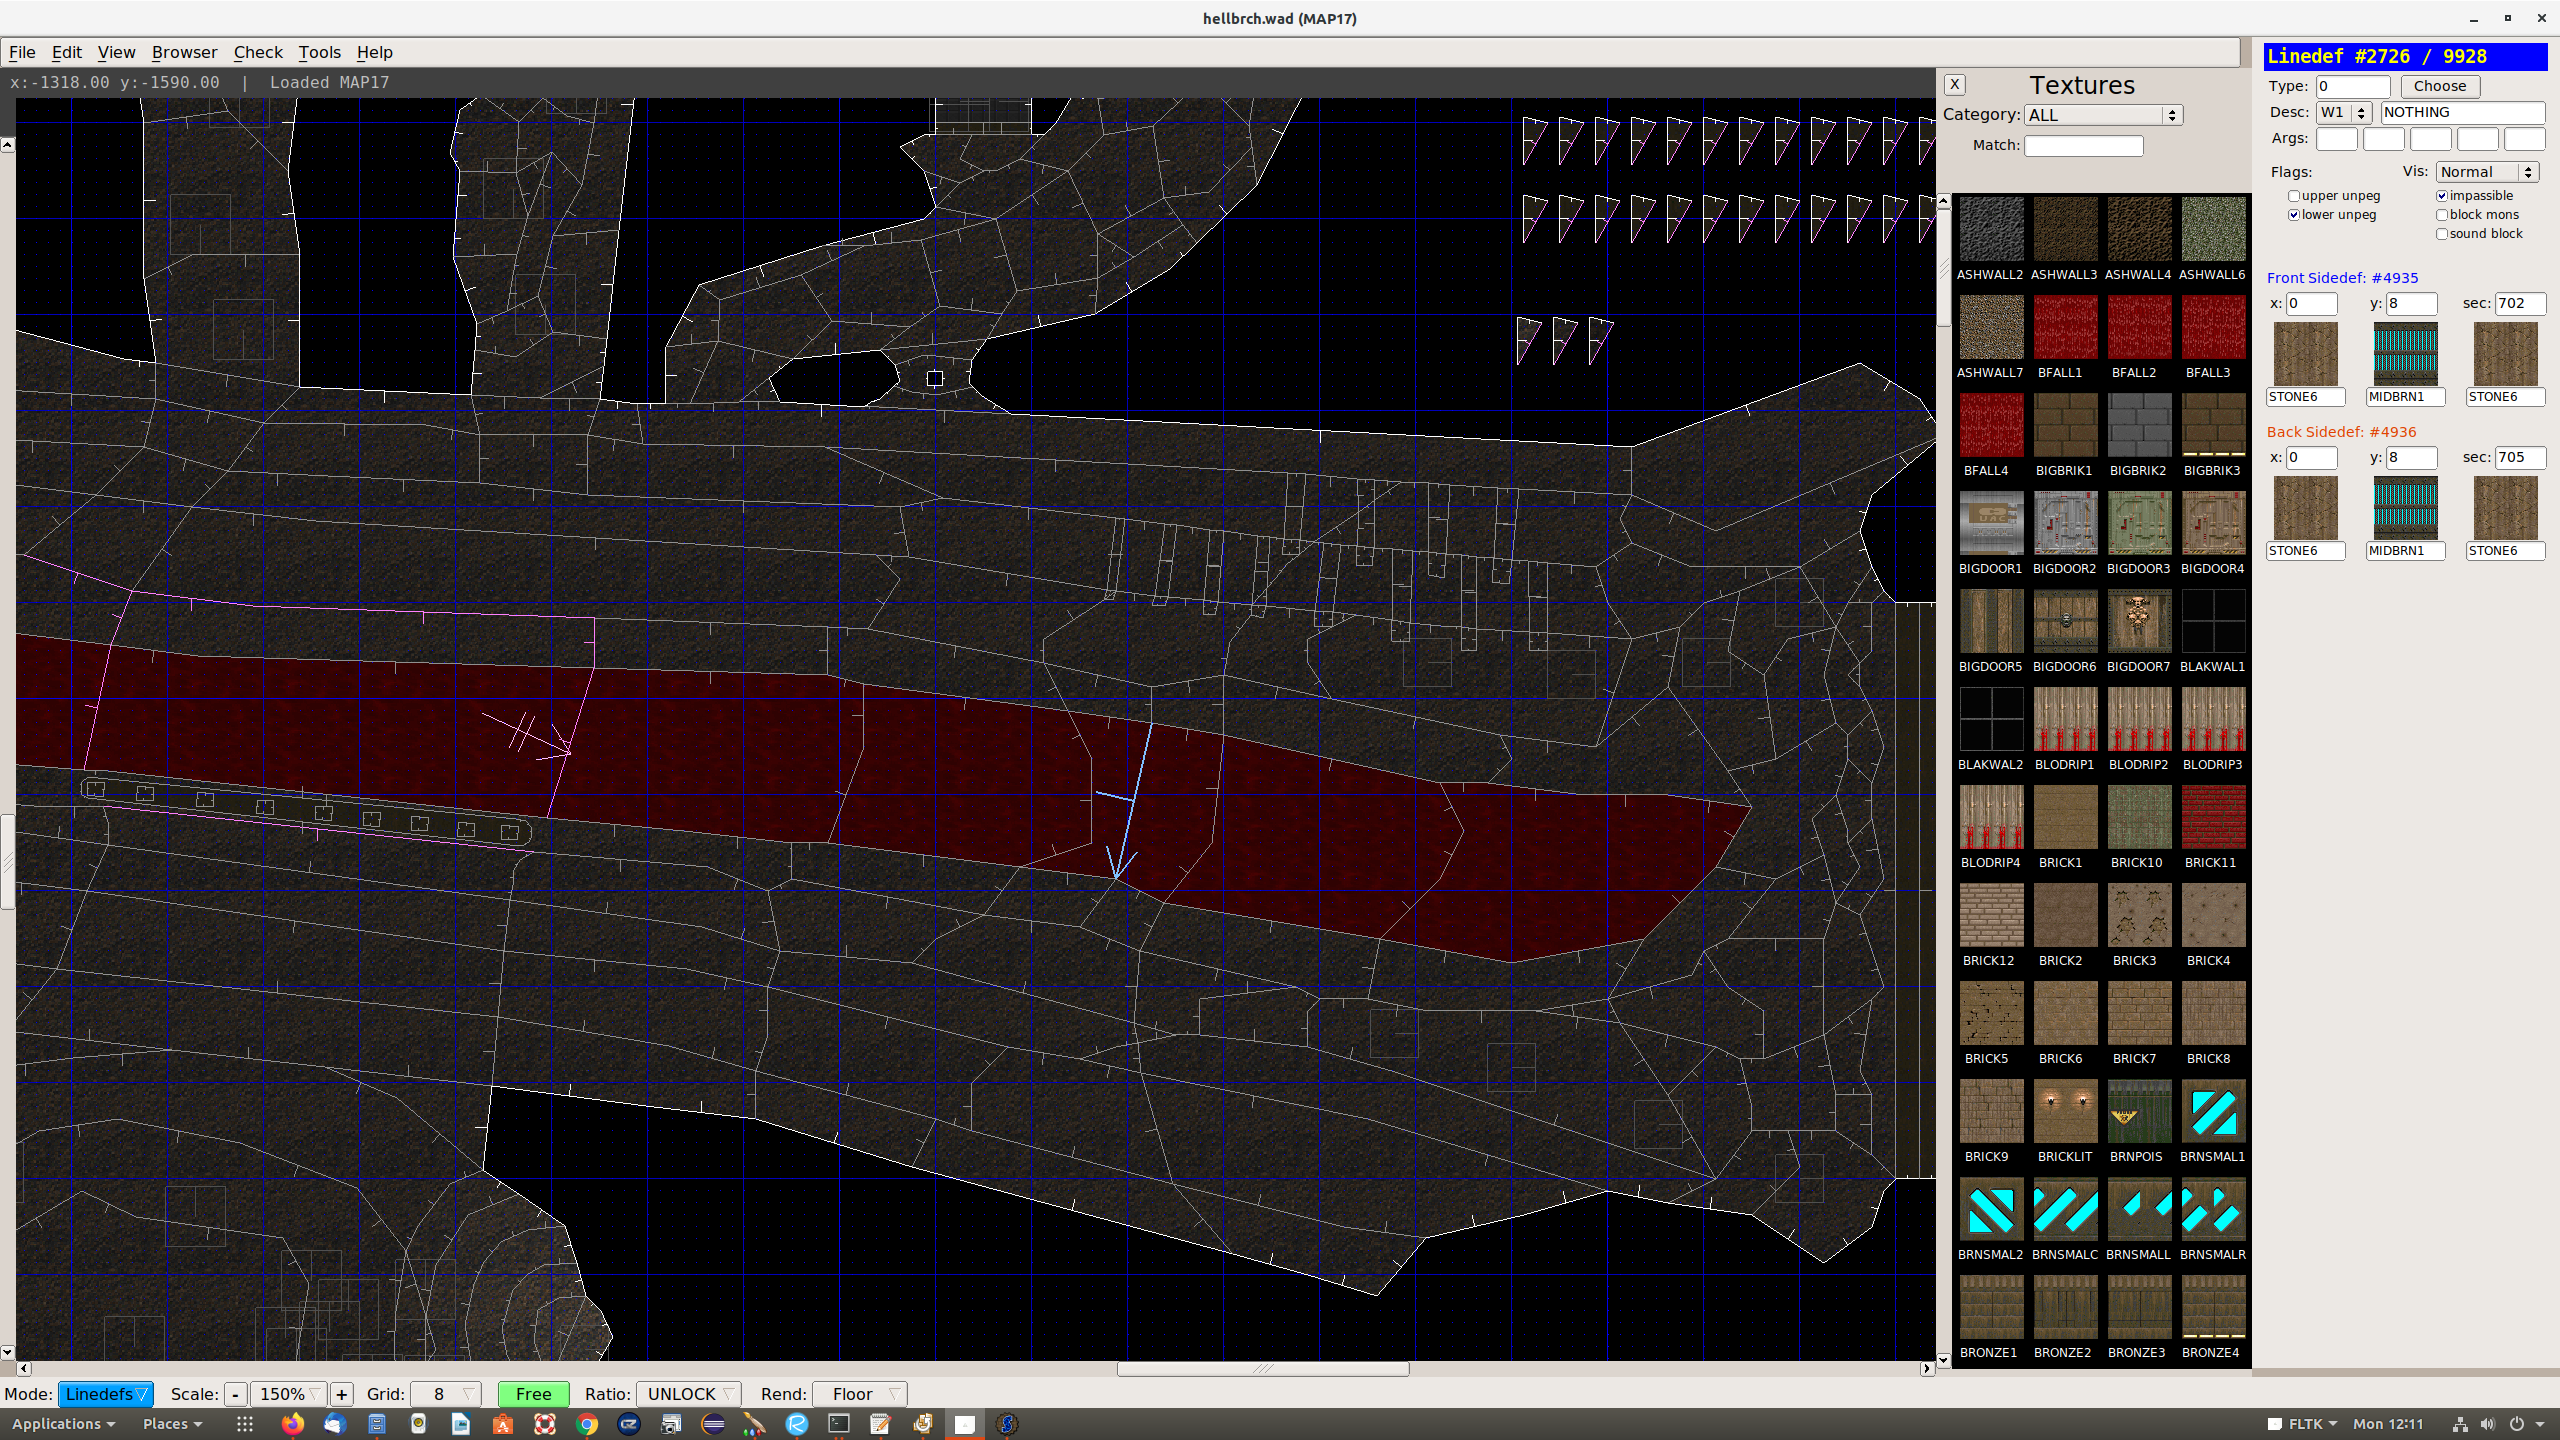 hellbrch.wad (MAP17)
File Edit View Browser Check Tools Help
x:-1318.00 y:-1590.00 | Loaded MAP17
X Textures
Category: ALL
Match:
ASHWALL2 ASHWALL3 ASHWALL4 ASHWALL6
ASHWALL7 BFALL1 BFALL2 BFALL3
BFALL4 BIGBRIK1 BIGBRIK2 BIGBRIK3
BIGDOOR1 BIGDOOR2 BIGDOOR3 BIGDOOR4
BIGDOOR5 BIGDOOR6 BIGDOOR7 BLAKWAL1
BLAKWAL2 BLODRIP1 BLODRIP2 BLODRIP3
BLODRIP4 BRICK1 BRICK10 BRICK11
BRICK12 BRICK2 BRICK3 BRICK4
BRICK5 BRICK6 BRICK7 BRICK8
BRICK9 BRICKLIT BRNPOIS BRNSMAL1
BRNSMAL2 BRNSMALC BRNSMALL BRNSMALR
BRONZE1 BRONZE2 BRONZE3 BRONZE4
Linedef #2726 / 9928
Type: 0 Choose
Desc: W1 NOTHING
Args:
Flags: Vis: Normal
upper unpeg impassible
lower unpeg block mons
sound block
Front Sidedef: #4935
x: 0 y: 8 sec: 702
STONE6 MIDBRN1 STONE6
Back Sidedef: #4936
x: 0 y: 8 sec: 705
STONE6 MIDBRN1 STONE6
Mode: Linedefs Scale: - 150% + Grid: 8 Free Ratio: UNLOCK Rend: Floor
Applications Places FLTK Mon 12:11